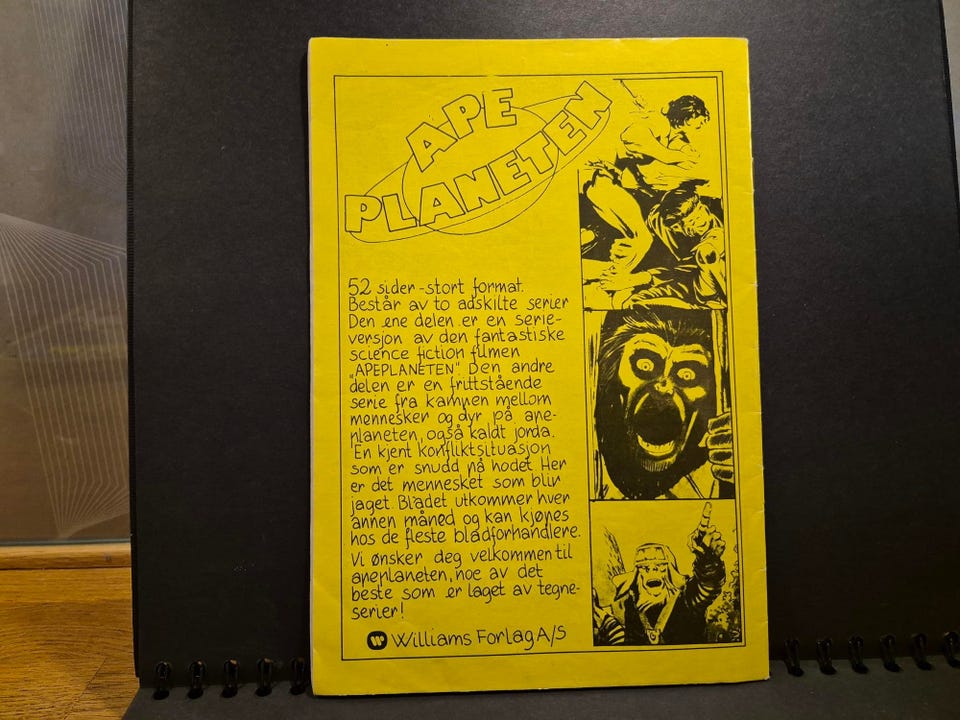 APE
PLANETEN
52 sider - stort format.
Består av to adskilte serier
Den ene delen er en serie-
versjon av den fantastiske
science fiction filmen
„APEPLANETEN" Den andre
delen er en frittstående
serie fra kampen mellom
mennesker og dyr på ape-
planeten, også kaldt jorda.
En kjent konfliktsituasjon
som er snudd på hodet Her
er det mennesket som blir
jaget. Bladet utkommer hver
annen måned og kan kjøpes
hos de fleste bladforhandlere.
Vi ønsker deg velkommen til
apeplaneten, noe av det
beste som er laget av tegne-
serier!
W Williams Forlag A/S